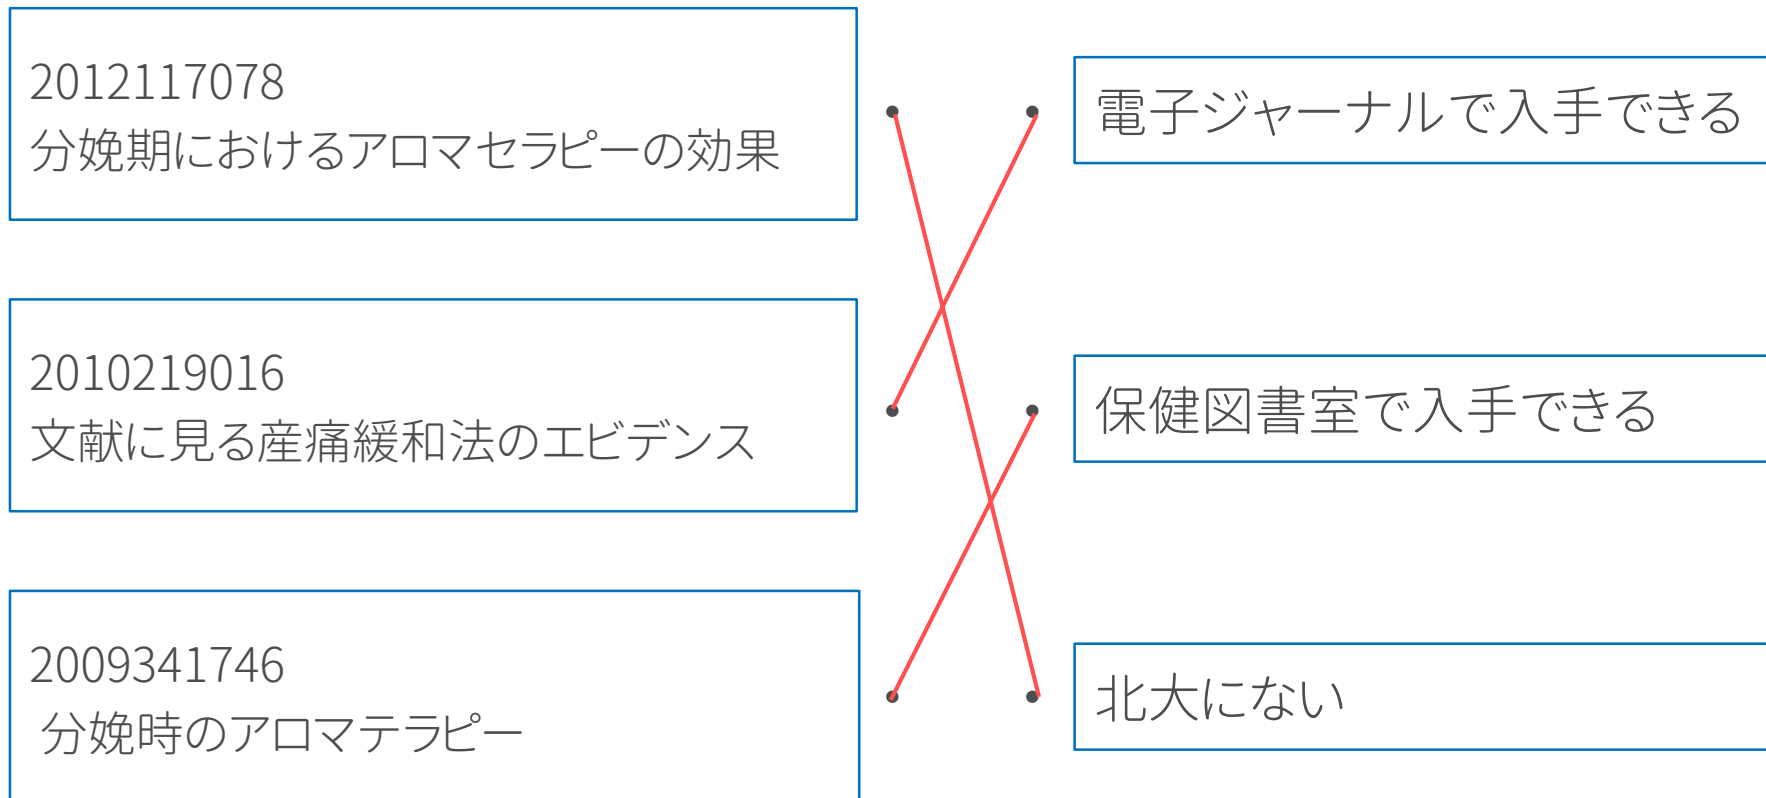 2012117078
分娩期におけるアロマセラピーの効果
電子ジャーナルで入手できる
2010219016
文献に見る産痛緩和法のエビデンス
保健図書室で入手できる
2009341746
分娩時のアロマテラピー
北大にない